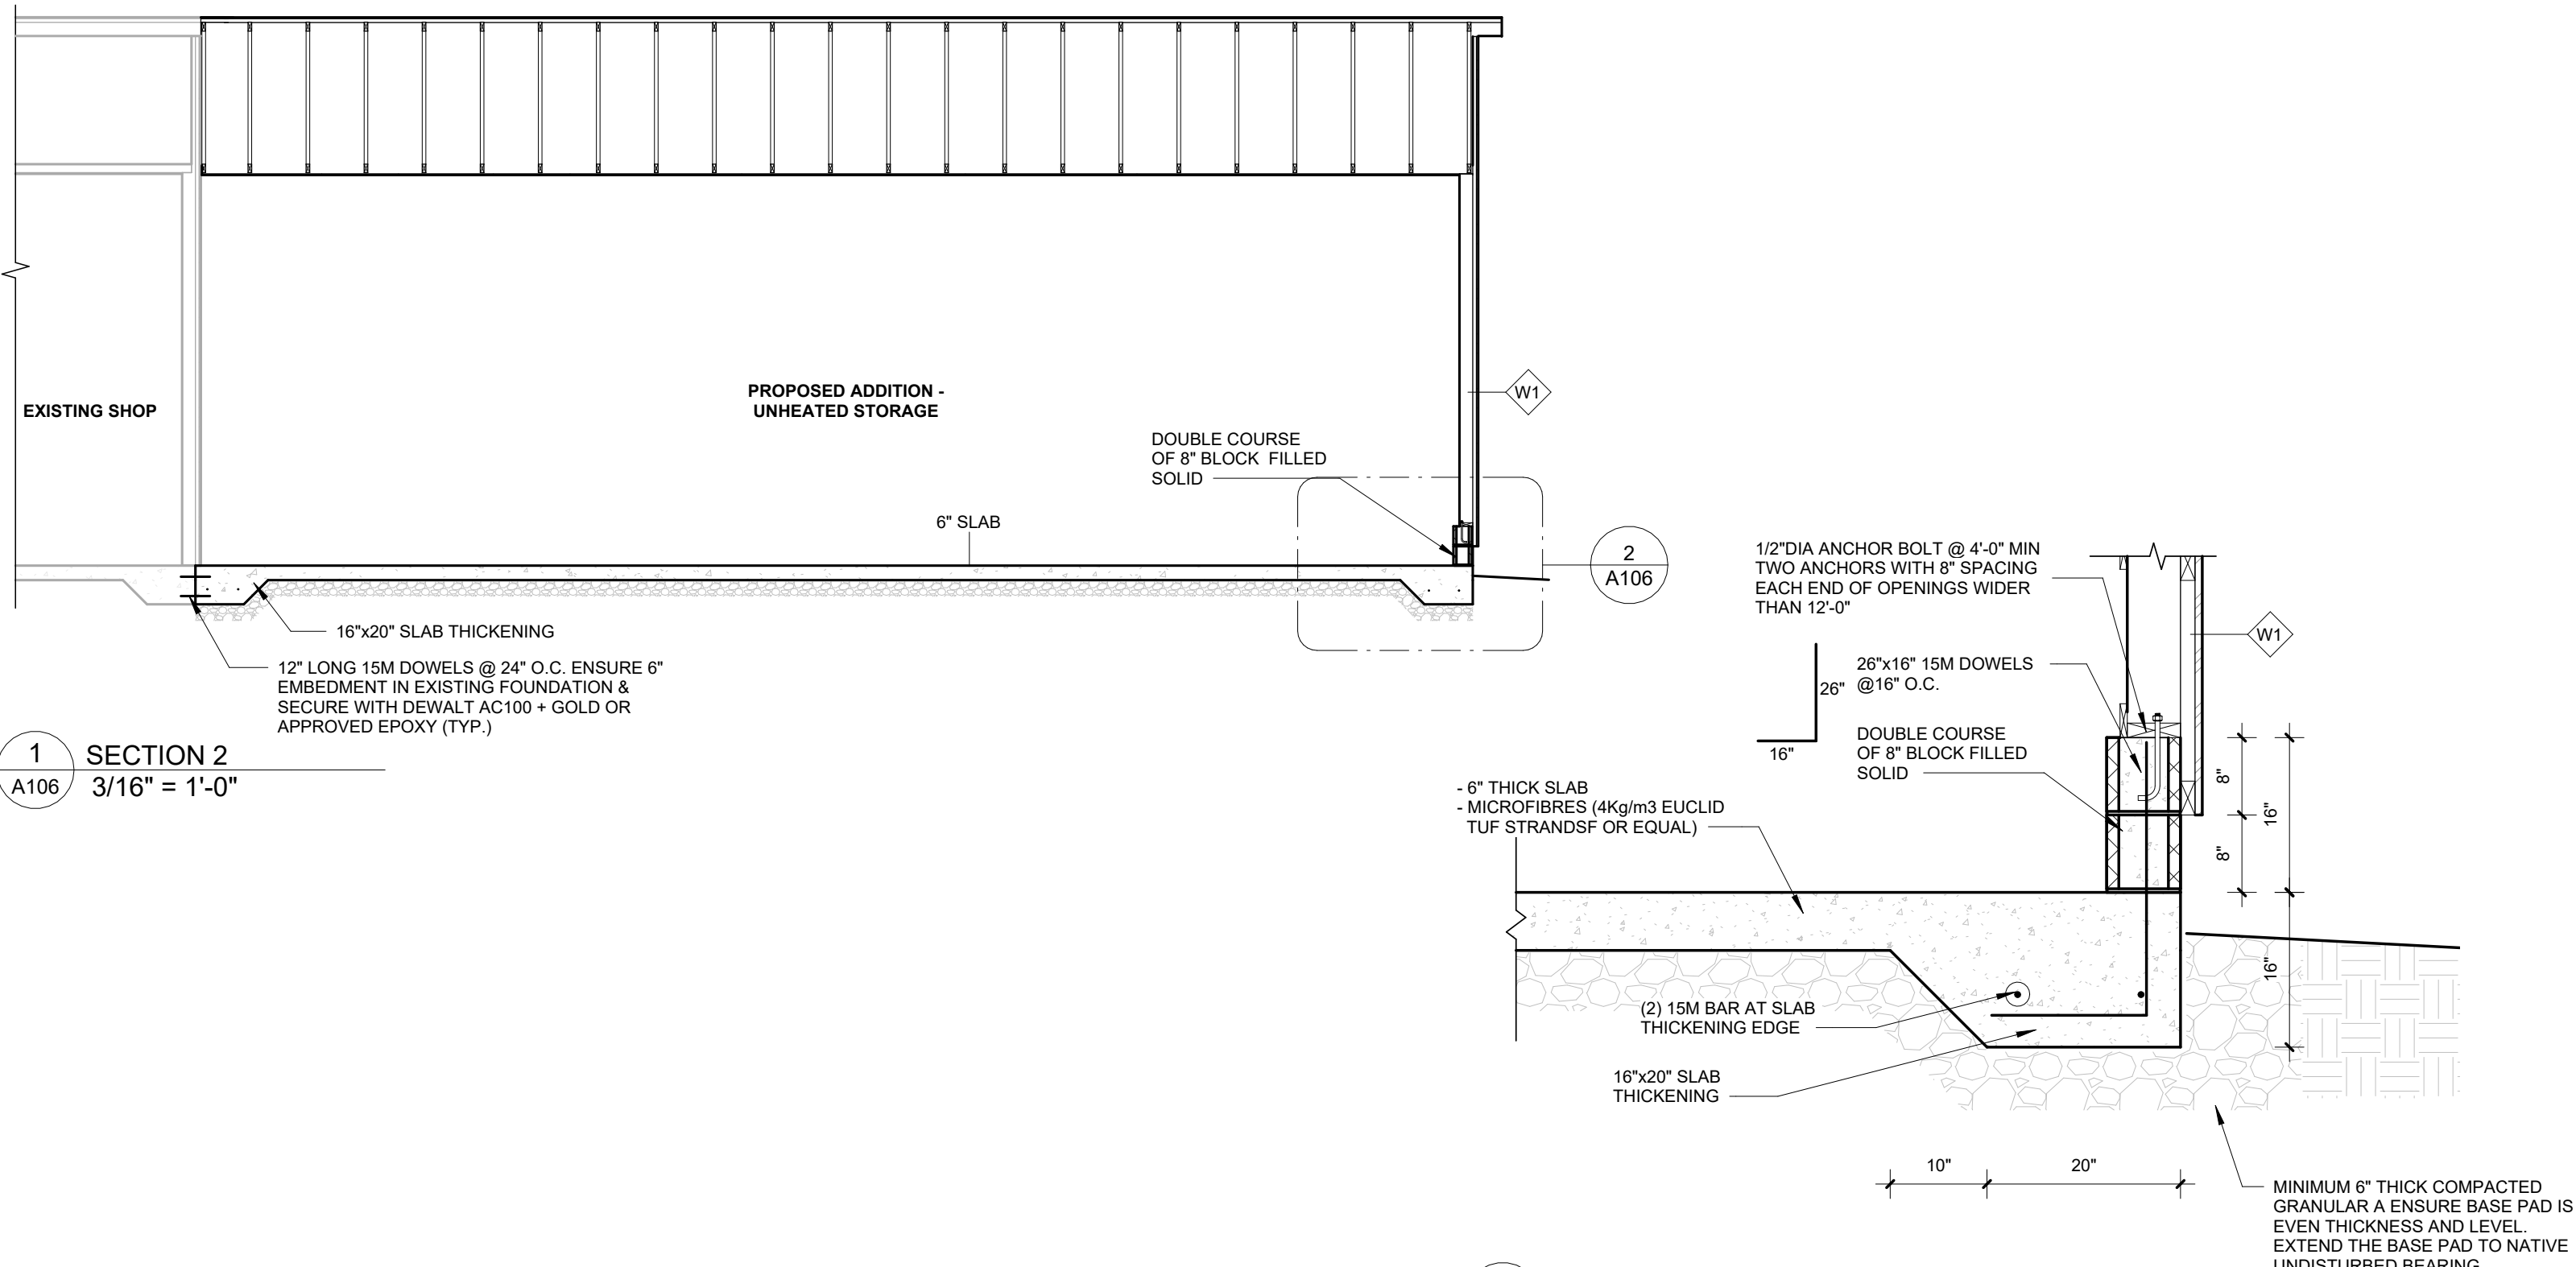 EXISTING SHOP
PROPOSED ADDITION -
UNHEATED STORAGE
W1
DOUBLE COURSE
OF 8" BLOCK  FILLED
SOLID
6" SLAB
2
A106
16"x20" SLAB THICKENING
12" LONG 15M DOWELS @ 24" O.C. ENSURE 6"
EMBEDMENT IN EXISTING FOUNDATION &
SECURE WITH DEWALT AC100 + GOLD OR
APPROVED EPOXY (TYP.)
1
A106
SECTION 2
3/16" = 1'-0"
1/2"DIA ANCHOR BOLT @ 4'-0" MIN
TWO ANCHORS WITH 8" SPACING
EACH END OF OPENINGS WIDER
THAN 12'-0"
W1
26"
16"
26"x16" 15M DOWELS
@16" O.C.
DOUBLE COURSE
OF 8" BLOCK FILLED
SOLID
8"
8"
16"
16"
- 6" THICK SLAB
- MICROFIBRES (4Kg/m3 EUCLID
TUF STRANDSF OR EQUAL)
(2) 15M BAR AT SLAB
THICKENING EDGE
16"x20" SLAB
THICKENING
10"
20"
MINIMUM 6" THICK COMPACTED
GRANULAR A ENSURE BASE PAD IS
EVEN THICKNESS AND LEVEL.
EXTEND THE BASE PAD TO NATIVE
UNDISTURBED BEARING